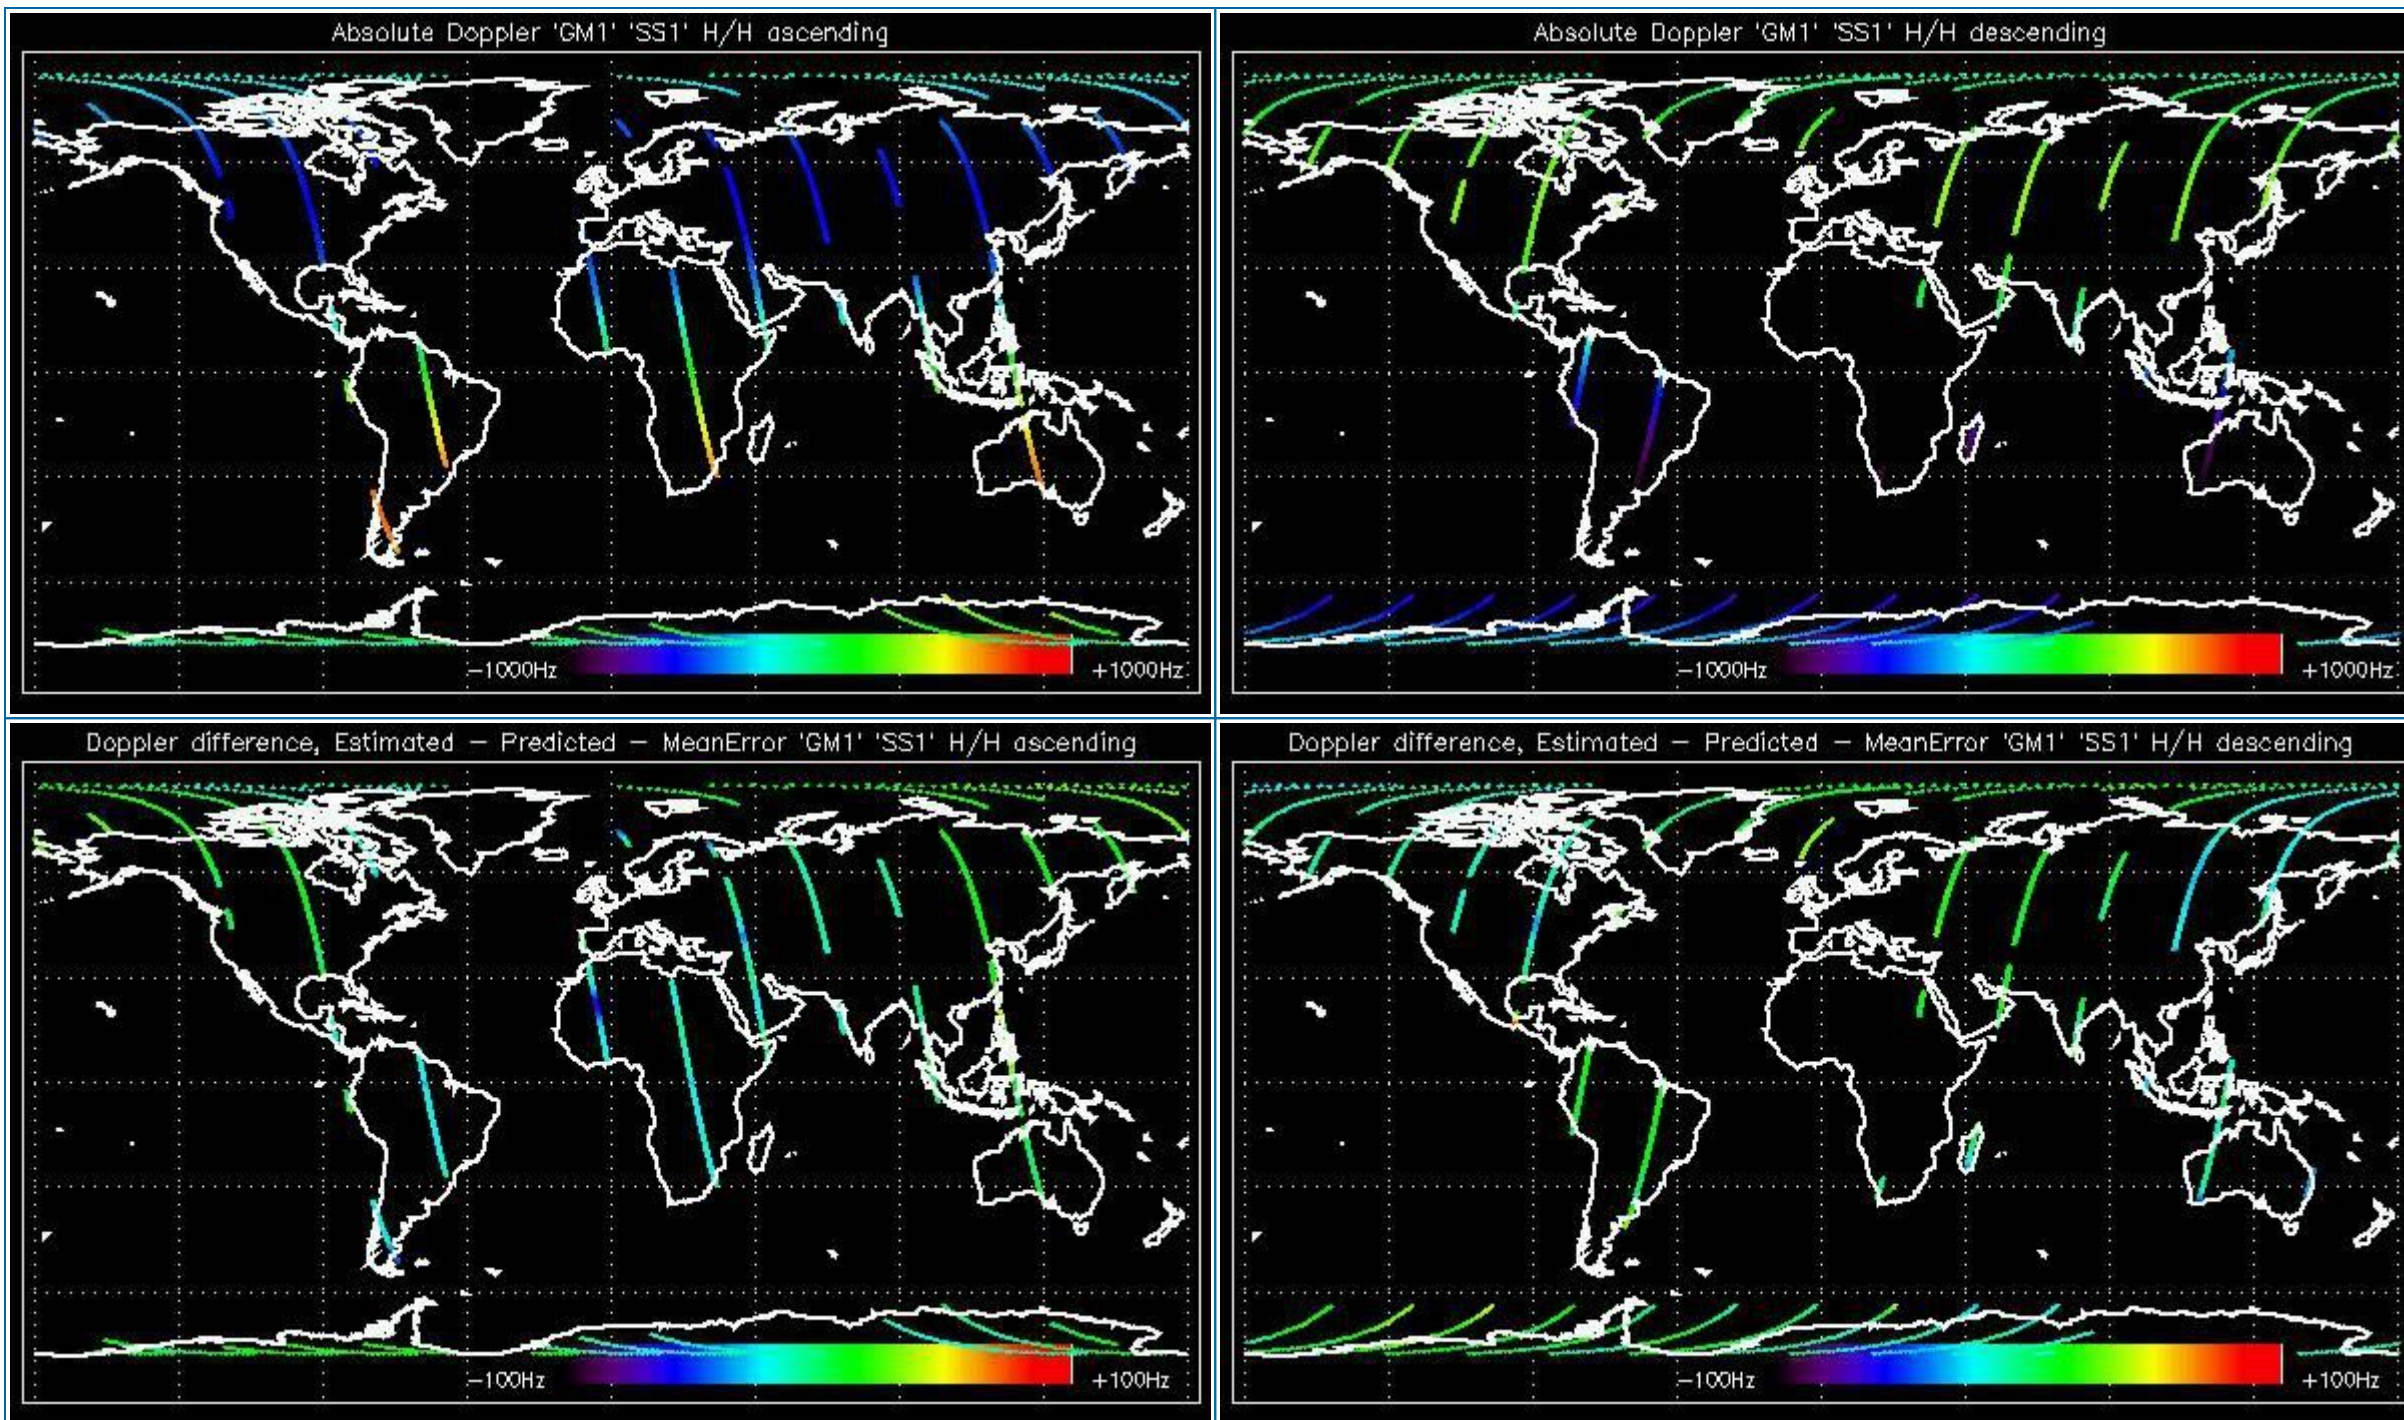 Absolute Doppler 'GM1' 'SS1' H/H ascending
−1000Hz
+1000Hz
Absolute Doppler 'GM1' 'SS1' H/H descending
−1000Hz
+1000Hz
Doppler difference, Estimated − Predicted − MeanError 'GM1' 'SS1' H/H ascending
−100Hz
+100Hz
Doppler difference, Estimated − Predicted − MeanError 'GM1' 'SS1' H/H descending
−100Hz
+100Hz